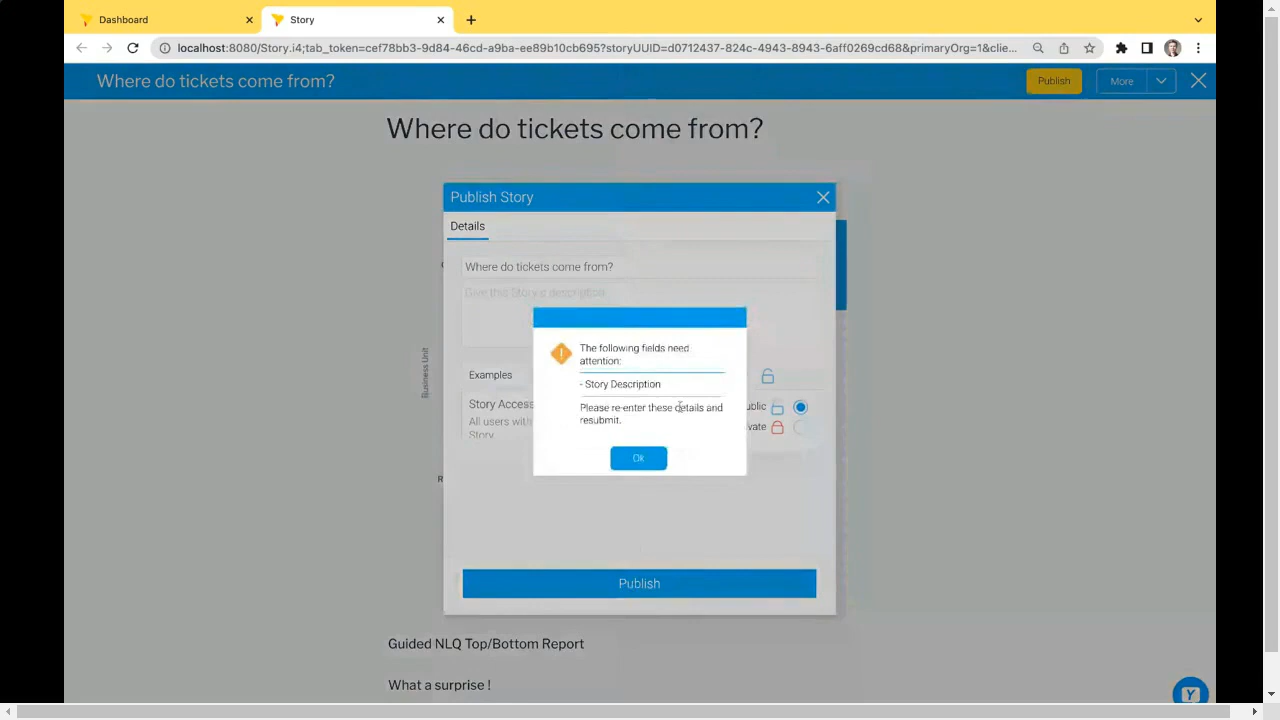 Dashboard
Story
localhost:8080/Story.i4;tab_token=cef78bb3-9d84-46cd-a9ba-ee89b10cb695?storyUUID=d0712437-824c-4943-8943-6aff0269cd68&primaryOrg=1&clie...
Where do tickets come from?
Publish
More
Where do tickets come from?
Publish Story
Details
Where do tickets come from?
Give this Story a description
The following fields need
attention:
- Story Description
Please re-enter these details and
resubmit.
Ok
Business Unit
Examples
Story Access
All users with
Story.
ublic
vate
Publish
Guided NLQ Top/Bottom Report
What a surprise !